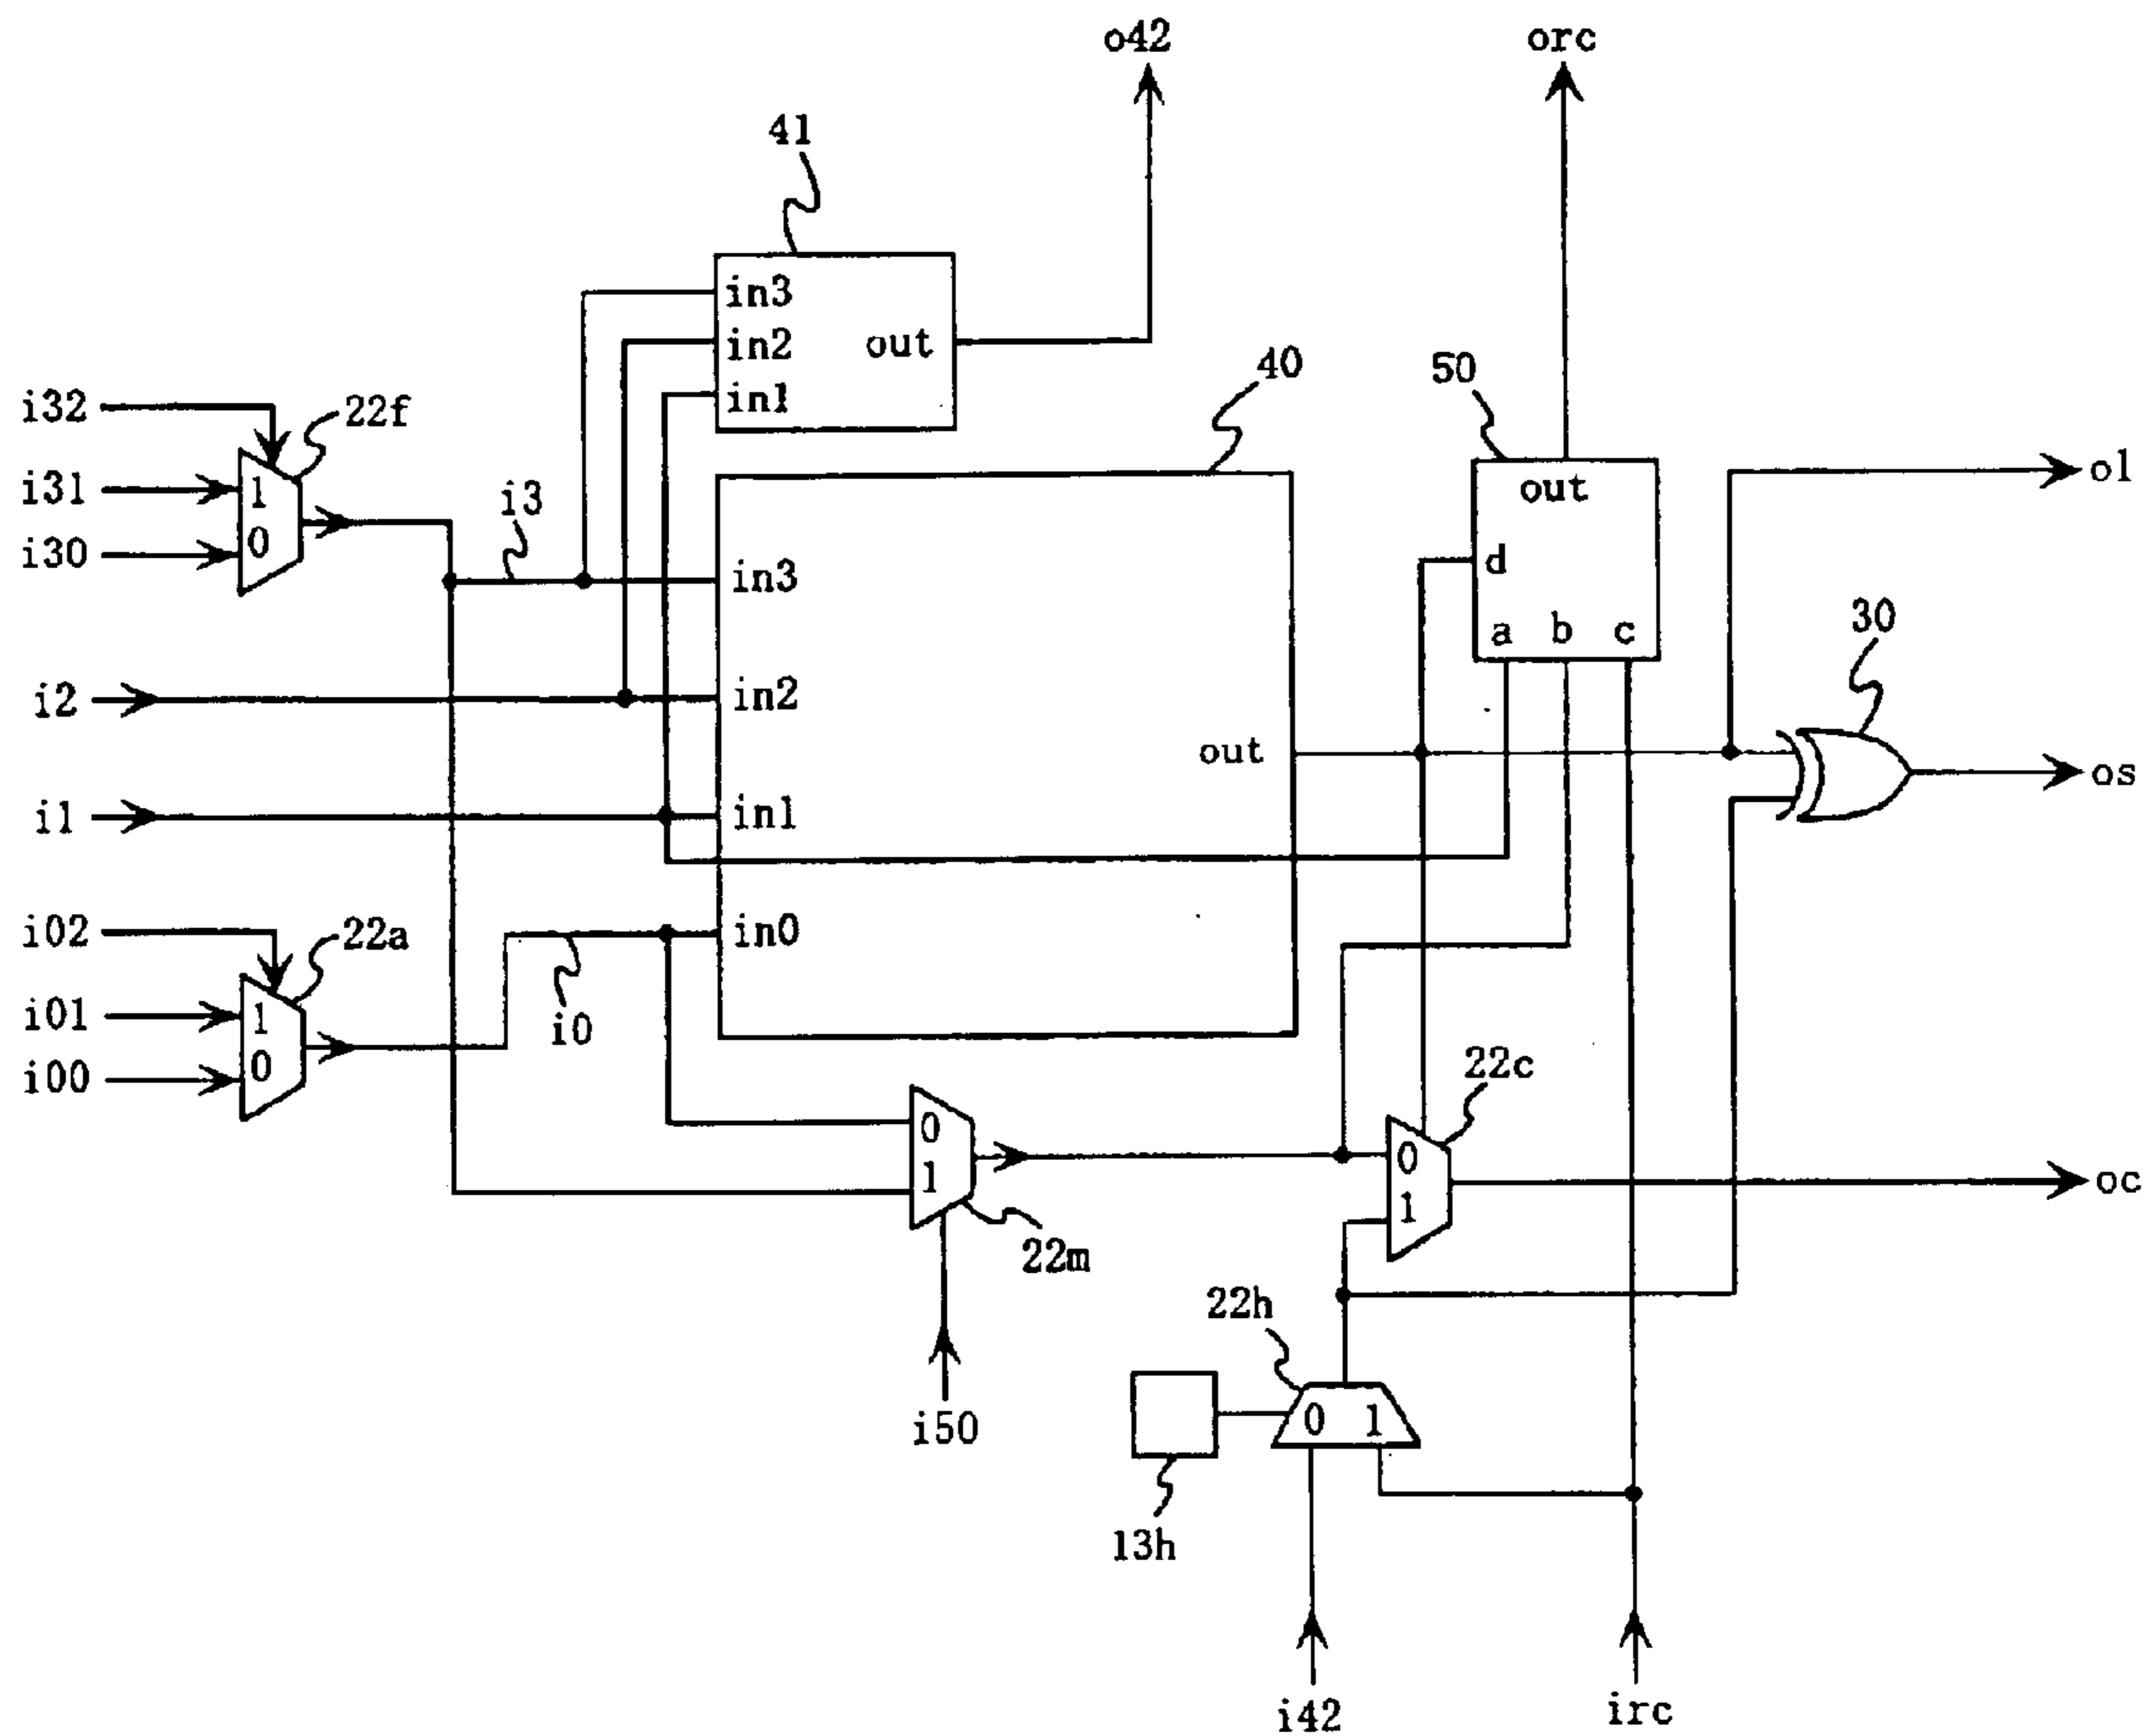 o42
orc
41
in3
in2
out
in1
40
50
i32
22f
i31
1
i30
0
i3
out
d
a
b
c
ol
30
in3
i2
in2
out
os
i1
in1
i02
22a
in0
i01
1
i00
0
i0
22c
0
1
0
1
oc
22m
22h
i50
0
1
13h
i42
irc